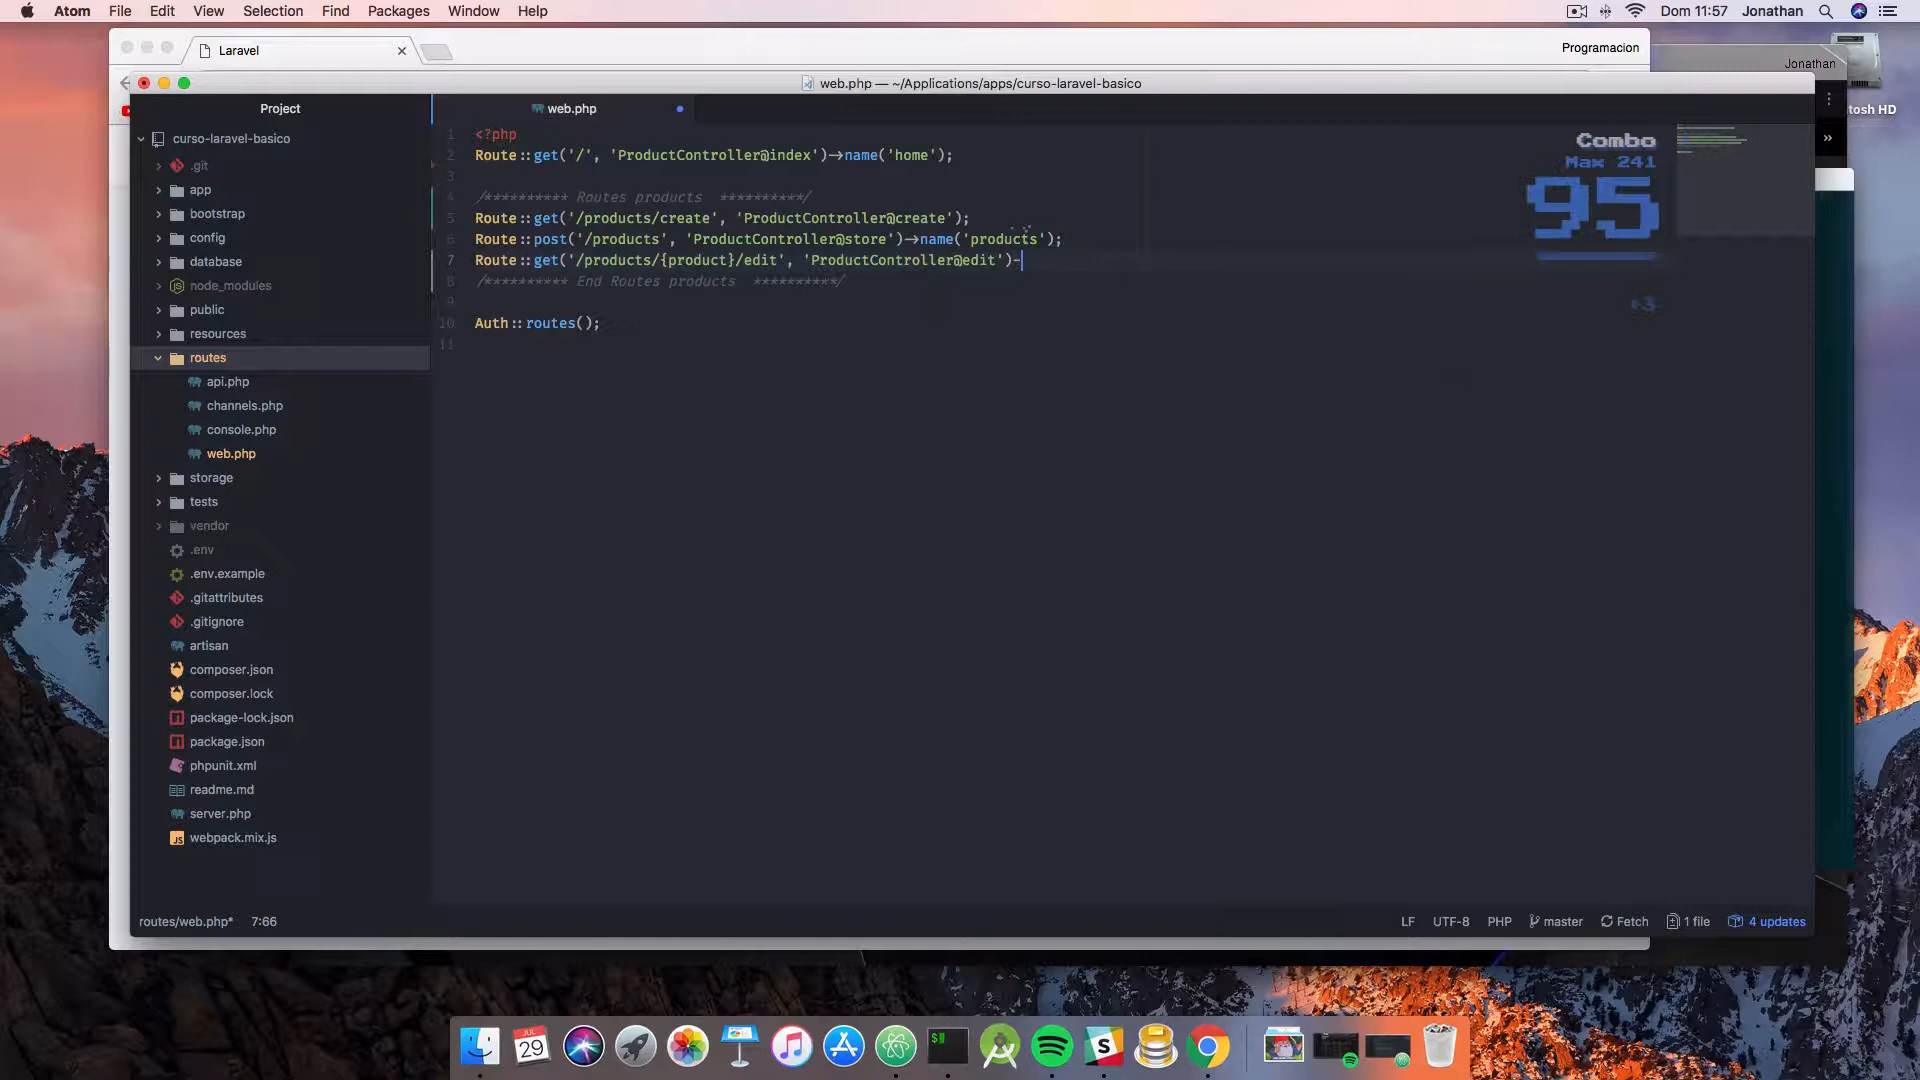 Atom File Edit View Selection Find Packages Window Help
Dom 11:57 Jonathan
Laravel
Programacion
Jonathan
tosh HD
web.php — ~/Applications/apps/curso-laravel-basico
Project
web.php
curso-laravel-basico
.git
app
bootstrap
config
database
node_modules
public
resources
routes
api.php
channels.php
console.php
web.php
storage
tests
vendor
.env
.env.example
.gitattributes
.gitignore
artisan
composer.json
composer.lock
package-lock.json
package.json
phpunit.xml
readme.md
server.php
webpack.mix.js
1 <?php
2 Route::get('/', 'ProductController@index')->name('home');
3
4 /********** Routes products **********/
5 Route::get('/products/create', 'ProductController@create');
6 Route::post('/products', 'ProductController@store')->name('products');
7 Route::get('/products/{product}/edit', 'ProductController@edit')-
8 /********** End Routes products **********/
9
10 Auth::routes();
11
Combo
Max 241
95
+3
routes/web.php* 7:66
LF UTF-8 PHP master Fetch 1 file 4 updates
JUL
29